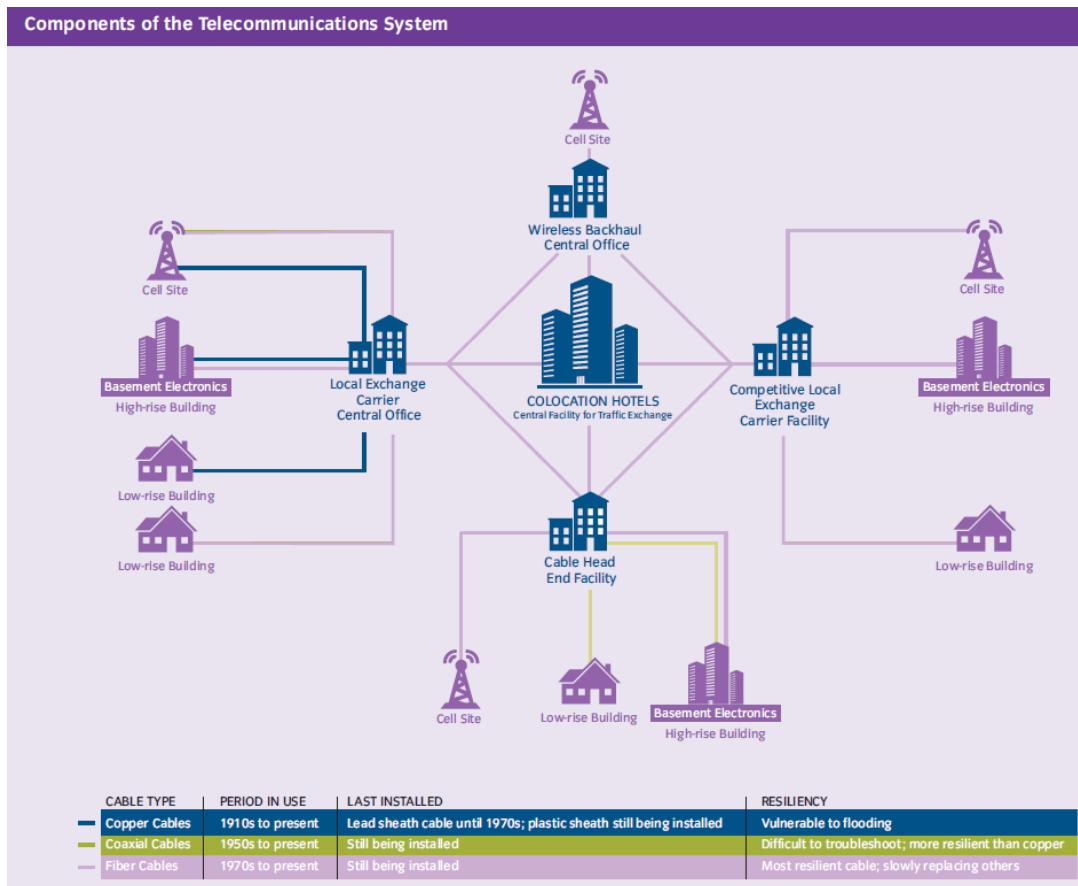 Components of the Telecommunications System
Cell Site
Wireless Backhaul
Central Office
Cell Site
Cell Site
Basement Electronics
High-rise Building
Local Exchange
Carrier
Central Office
COLOCATION HOTELS
Central Facility for Traffic Exchange
Competitive Local
Exchange
Carrier Facility
Basement Electronics
High-rise Building
Low-rise Building
Low-rise Building
Cable Head
End Facility
Low-rise Building
Cell Site
Low-rise Building
Basement Electronics
High-rise Building
CABLE TYPE PERIOD IN USE LAST INSTALLED RESILIENCY
Copper Cables 1910s to present Lead sheath cable until 1970s; plastic sheath still being installed Vulnerable to flooding
Coaxial Cables 1950s to present Still being installed Difficult to troubleshoot; more resilient than copper
Fiber Cables 1970s to present Still being installed Most resilient cable; slowly replacing others